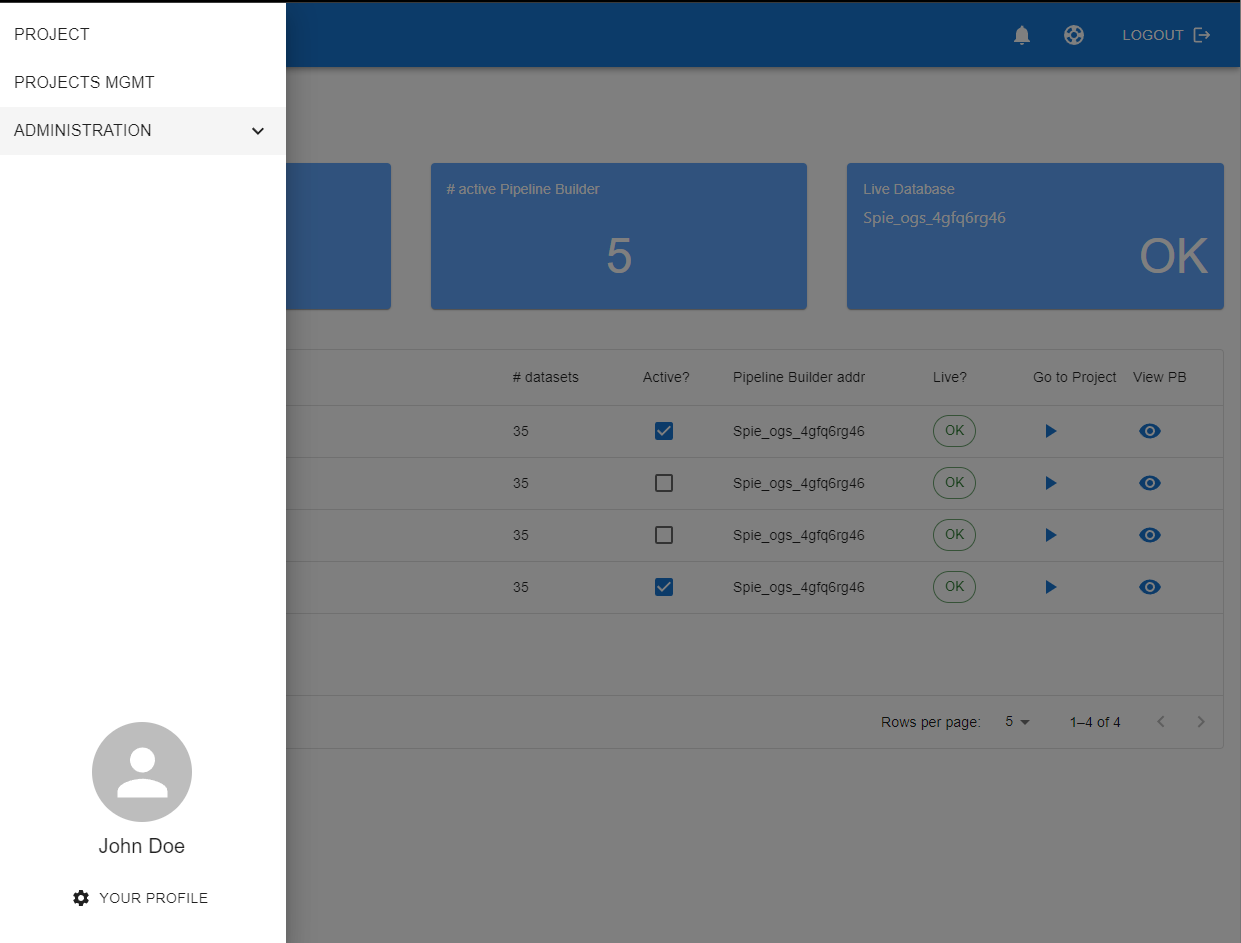 PROJECT
PROJECTS MGMT
ADMINISTRATION
LOGOUT
# active Pipeline Builder
5
Live Database
Spie_ogs_4gfq6rg46
OK
# datasets Active? Pipeline Builder addr Live? Go to Project View PB
35 Spie_ogs_4gfq6rg46 OK
35 Spie_ogs_4gfq6rg46 OK
35 Spie_ogs_4gfq6rg46 OK
35 Spie_ogs_4gfq6rg46 OK
Rows per page: 5 1–4 of 4
John Doe
YOUR PROFILE